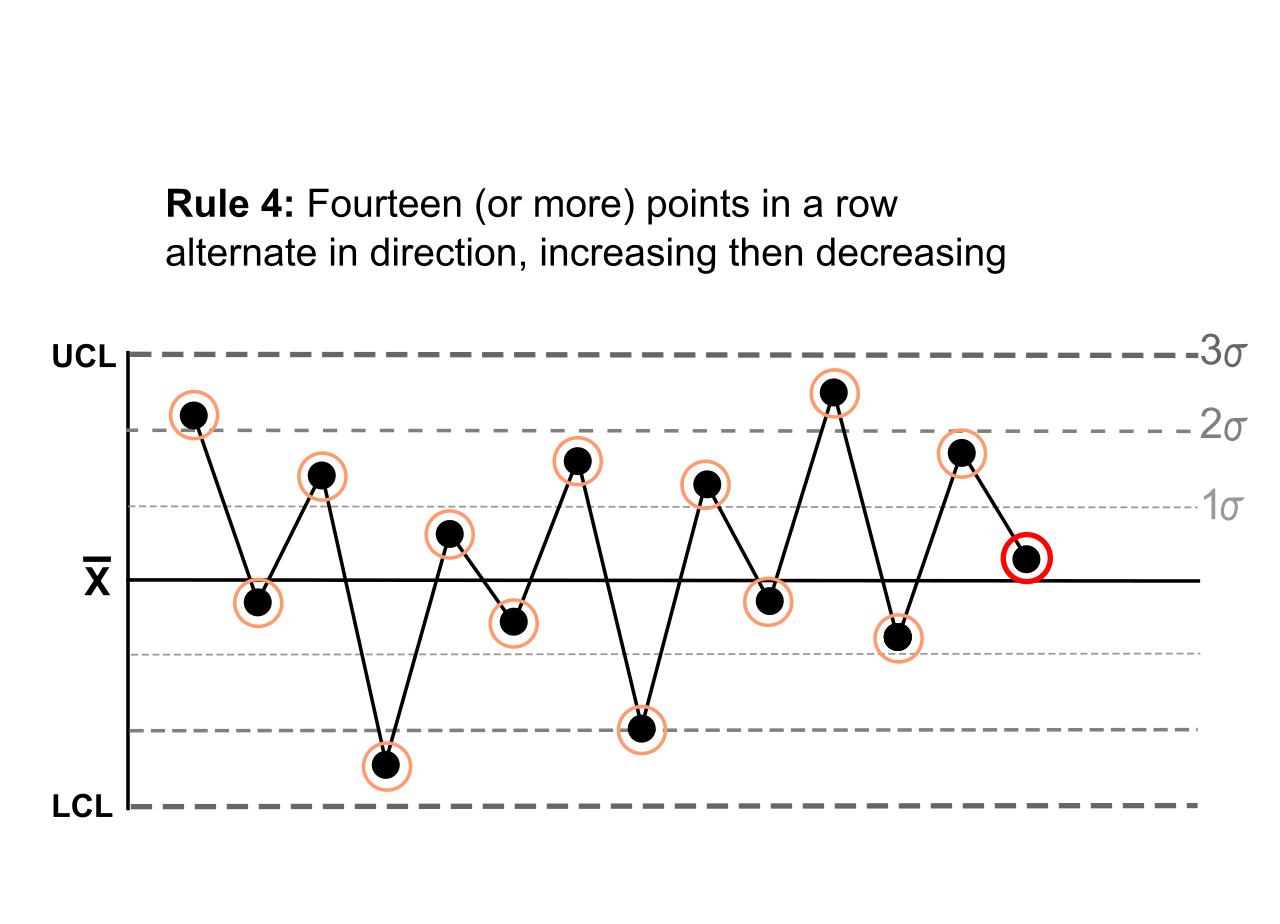 Rule 4: Fourteen (or more) points in a row
alternate in direction, increasing then decreasing
UCL
3σ
2σ
1σ
X̅
LCL